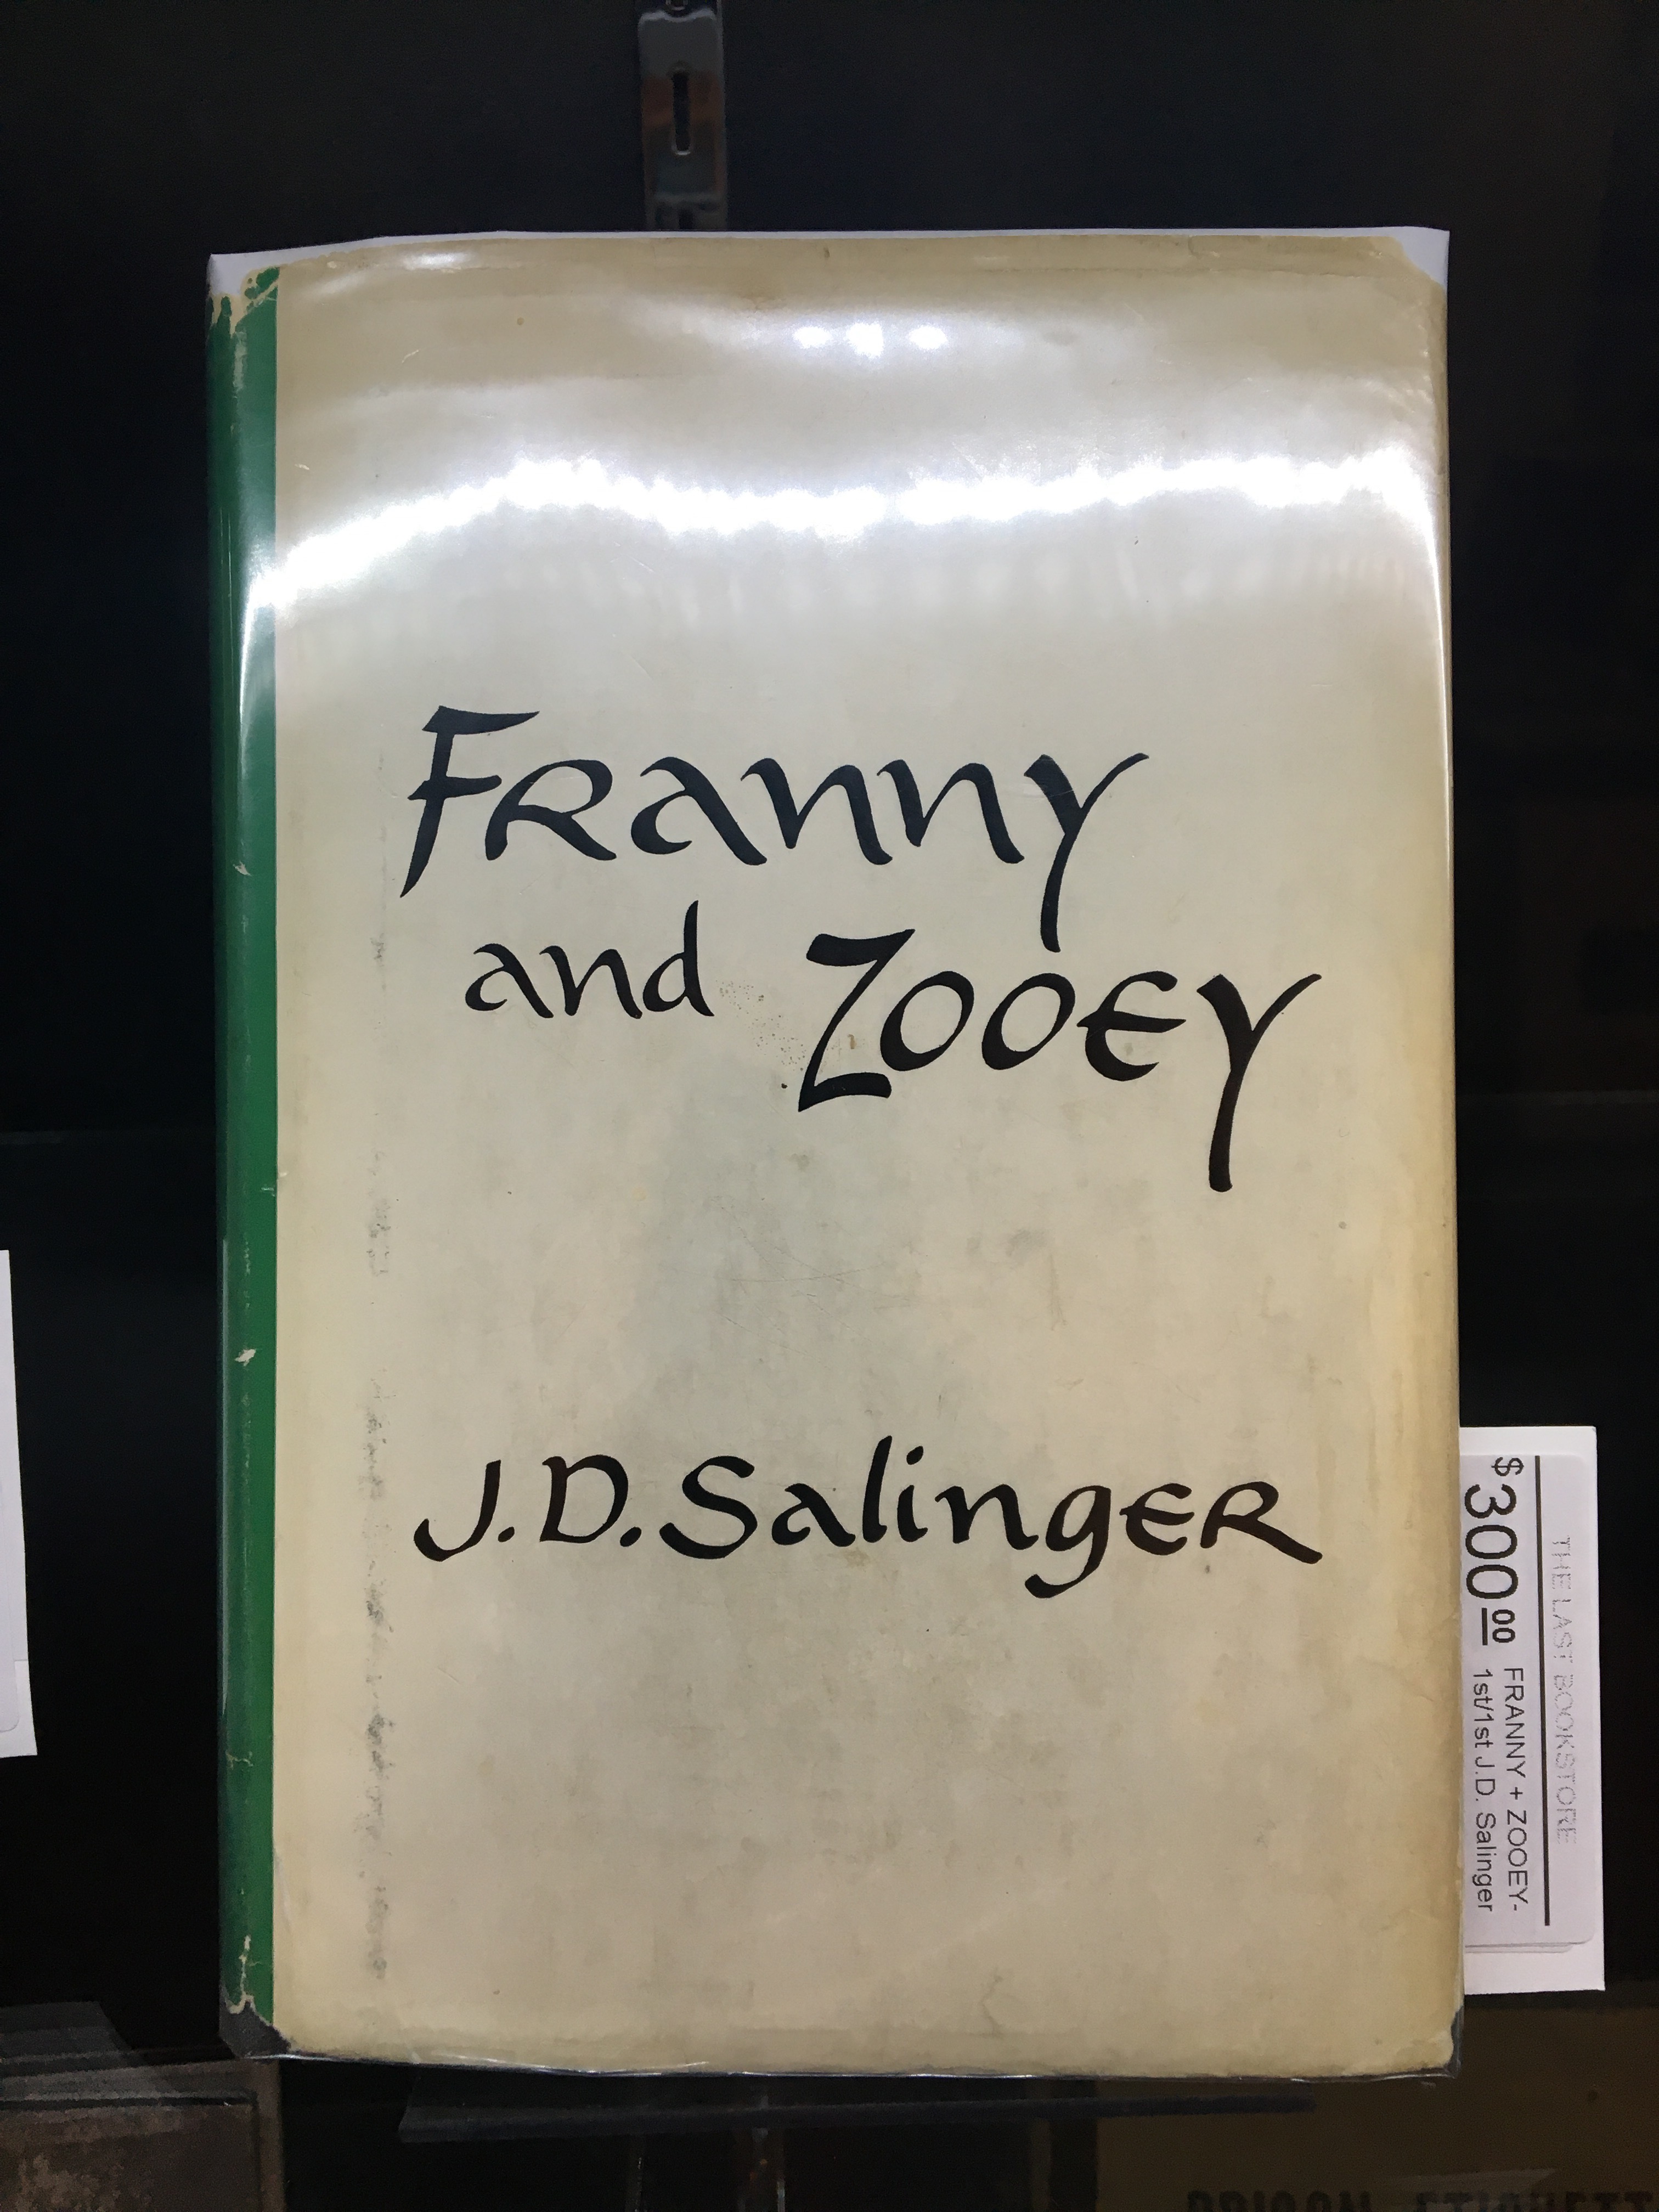 Franny
and Zooey
J.D. Salinger
THE LAST BOOKSTORE
$300.00
FRANNY + ZOOEY-
1st/1st J.D. Salinger